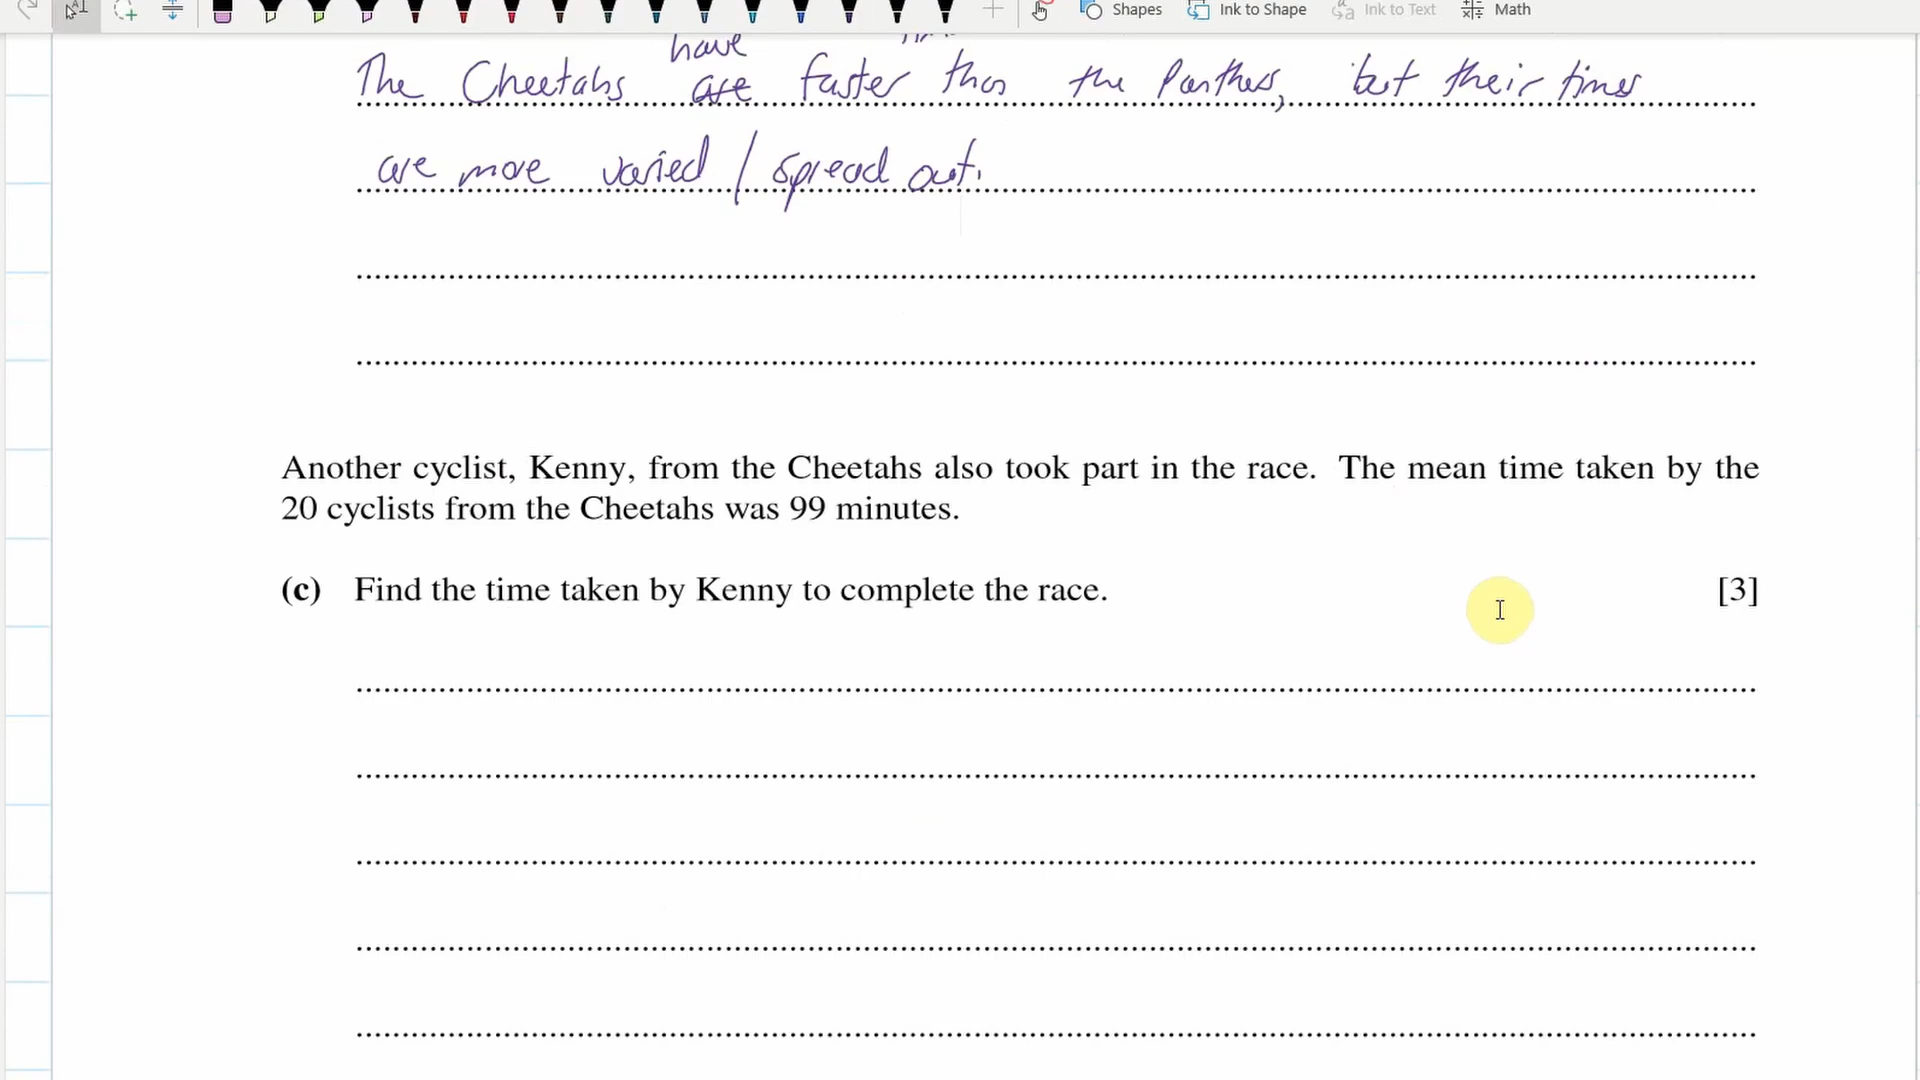 Shapes Ink to Shape Ink to Text Math
have
The Cheetahs are faster than the Panthers, but their times
are more varied / spread out.
Another cyclist, Kenny, from the Cheetahs also took part in the race. The mean time taken by the
20 cyclists from the Cheetahs was 99 minutes.
(c) Find the time taken by Kenny to complete the race. [3]